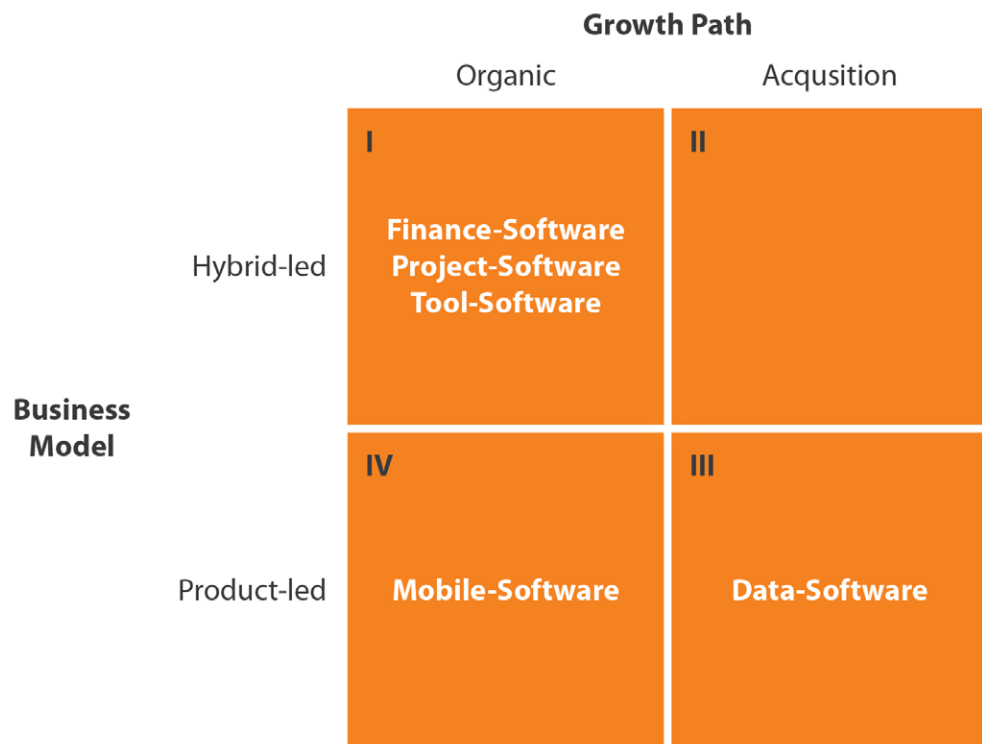 Growth Path
Organic
Acqusition
I
II
Finance-Software
Project-Software
Tool-Software
Hybrid-led
Business
Model
IV
III
Product-led
Mobile-Software
Data-Software